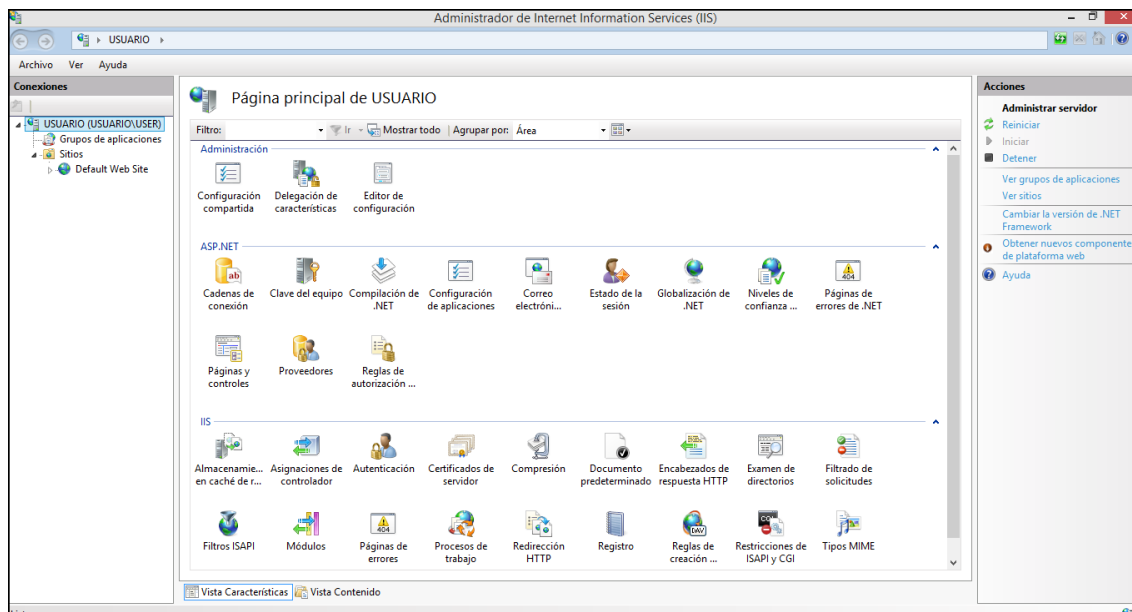 Administrador de Internet Information Services (IIS)
USUARIO
Archivo Ver Ayuda
Conexiones
USUARIO (USUARIO\USER)
Grupos de aplicaciones
Sitios
Default Web Site
Página principal de USUARIO
Filtro: Ir Mostrar todo Agrupar por: Área
Administración
Configuración compartida
Delegación de características
Editor de configuración
ASP.NET
Cadenas de conexión
Clave del equipo
Compilación de .NET
Configuración de aplicaciones
Correo electróni...
Estado de la sesión
Globalización de .NET
Niveles de confianza ...
Páginas de errores de .NET
Páginas y controles
Proveedores
Reglas de autorización ...
IIS
Almacenamie... en caché de r...
Asignaciones de controlador
Autenticación
Certificados de servidor
Compresión
Documento predeterminado
Encabezados de respuesta HTTP
Examen de directorios
Filtrado de solicitudes
Filtros ISAPI
Módulos
Páginas de errores
Procesos de trabajo
Redirección HTTP
Registro
Reglas de creación ...
Restricciones de ISAPI y CGI
Tipos MIME
Vista Características Vista Contenido
Acciones
Administrar servidor
Reiniciar
Iniciar
Detener
Ver grupos de aplicaciones
Ver sitios
Cambiar la versión de .NET
Framework
Obtener nuevos componente
de plataforma web
Ayuda